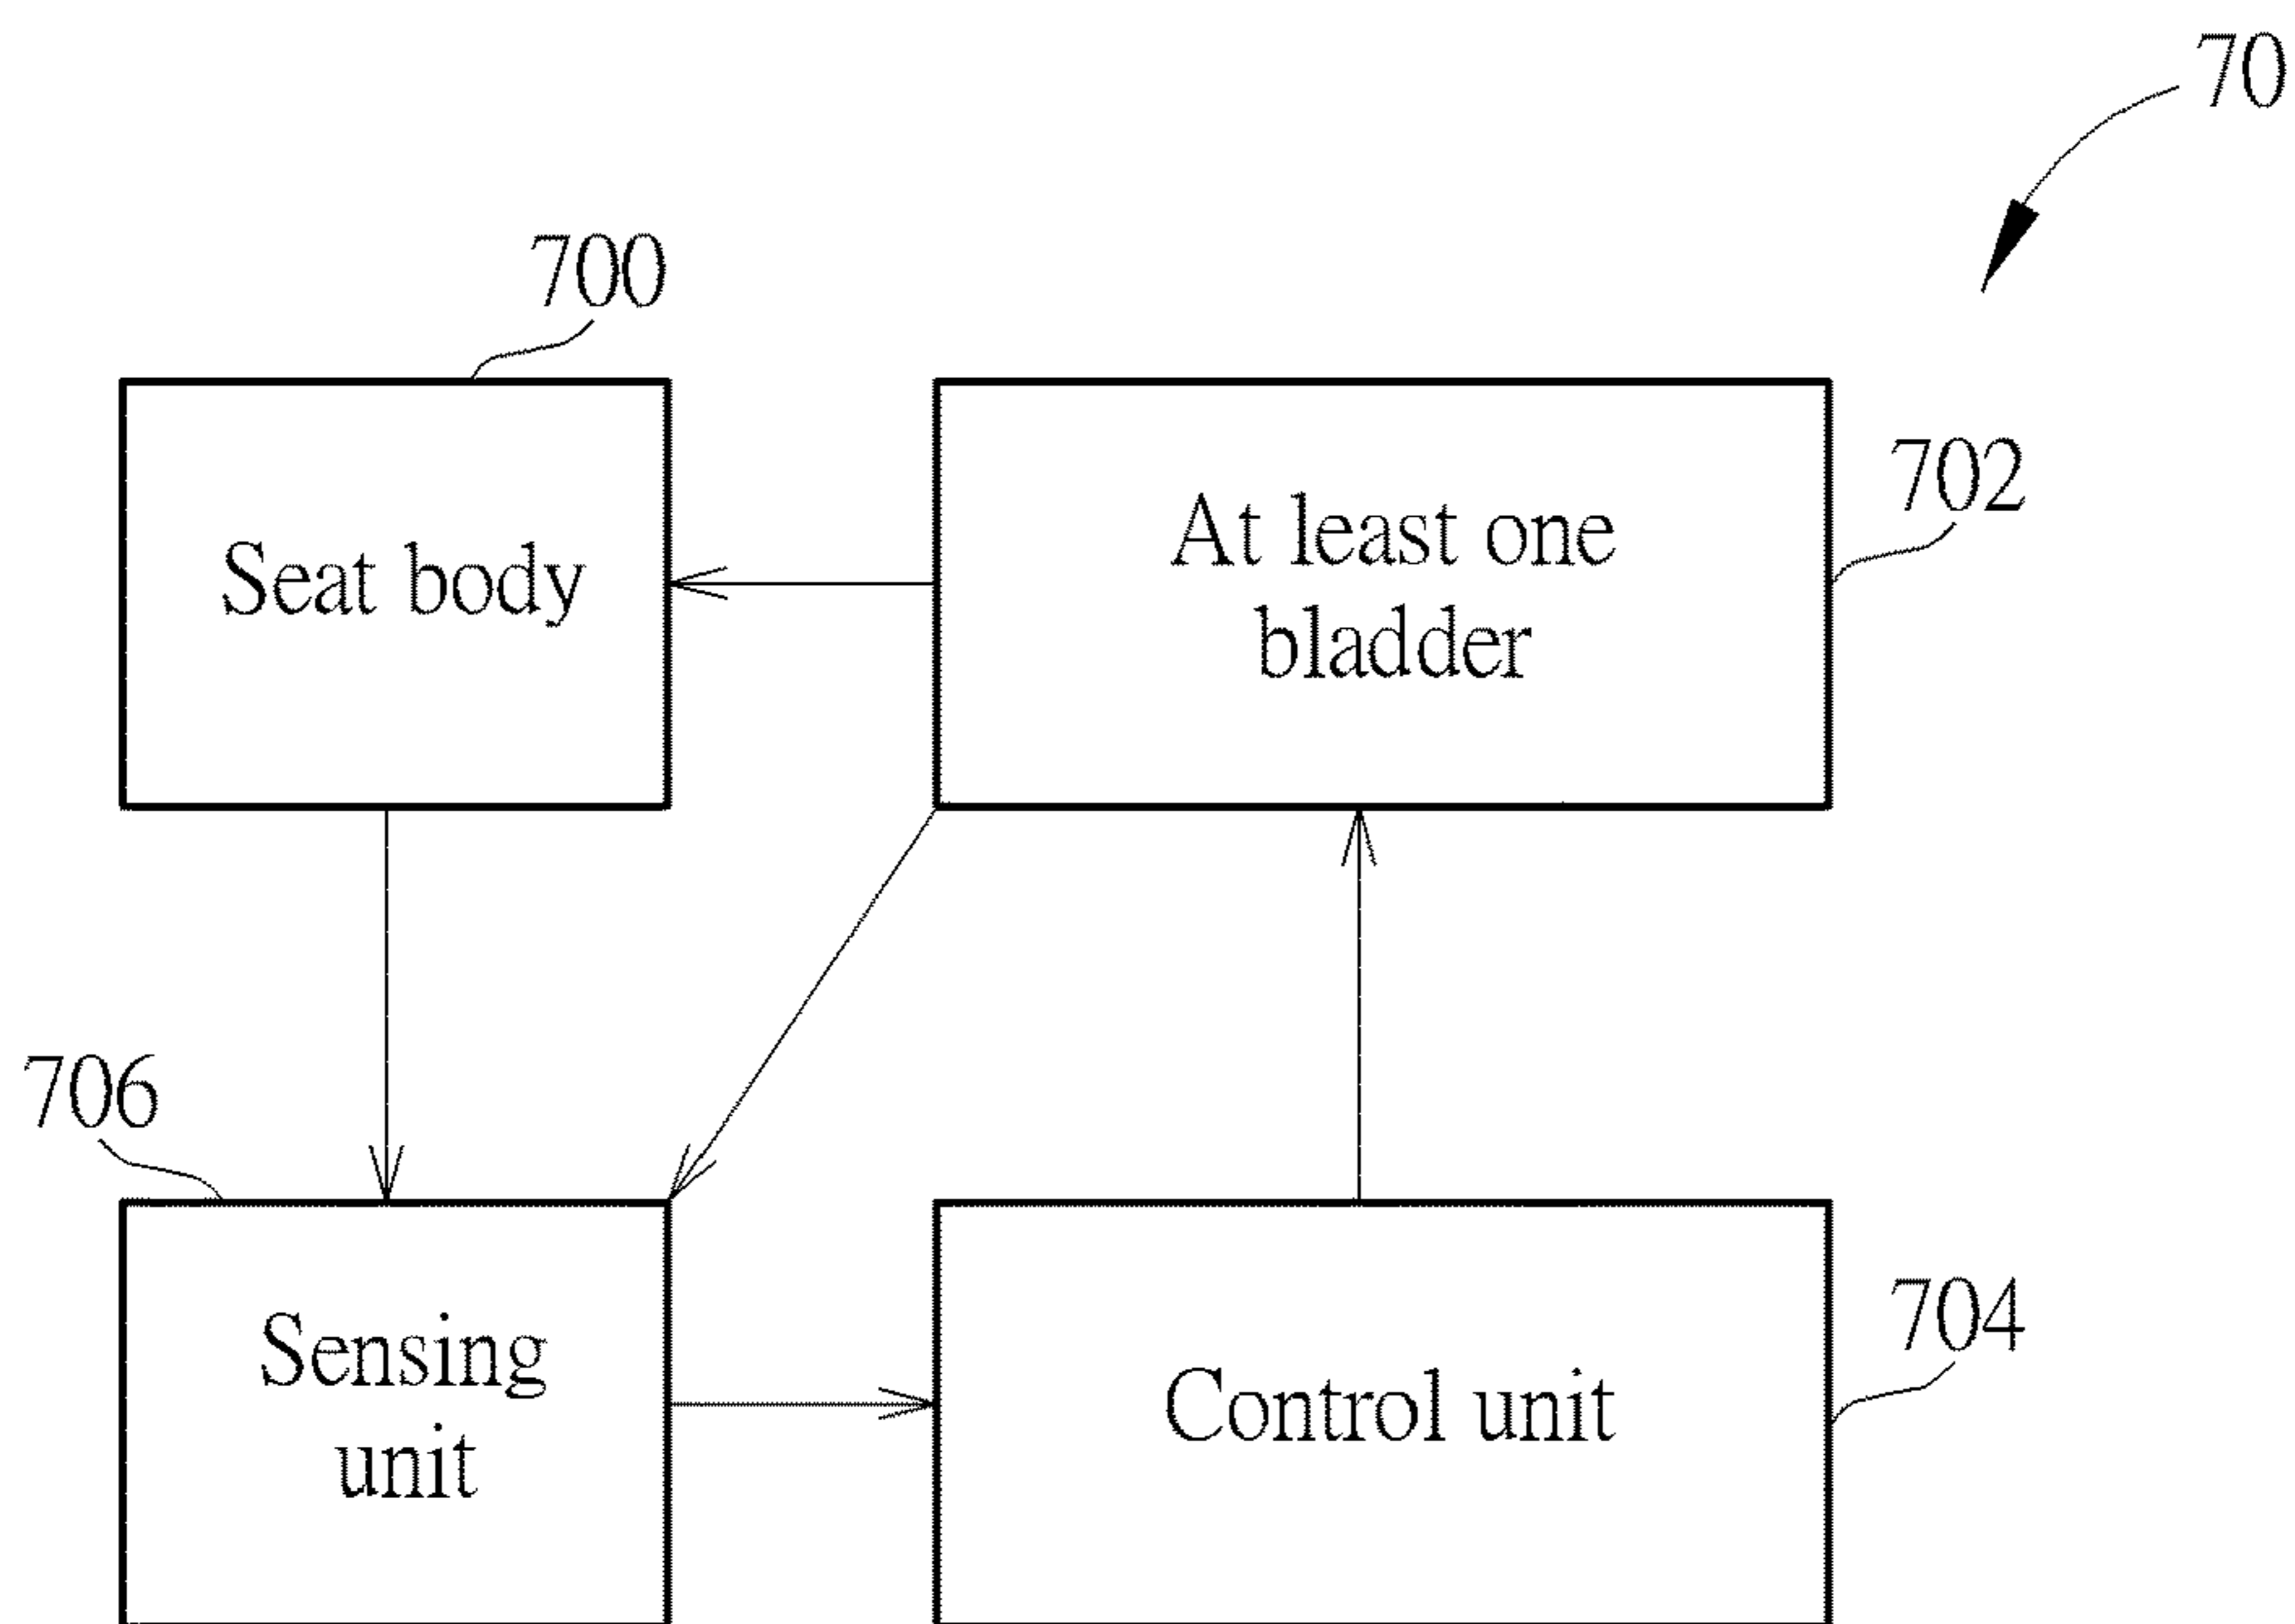 70
700
Seat body
At least one
bladder
702
706
Sensing
unit
Control unit
704